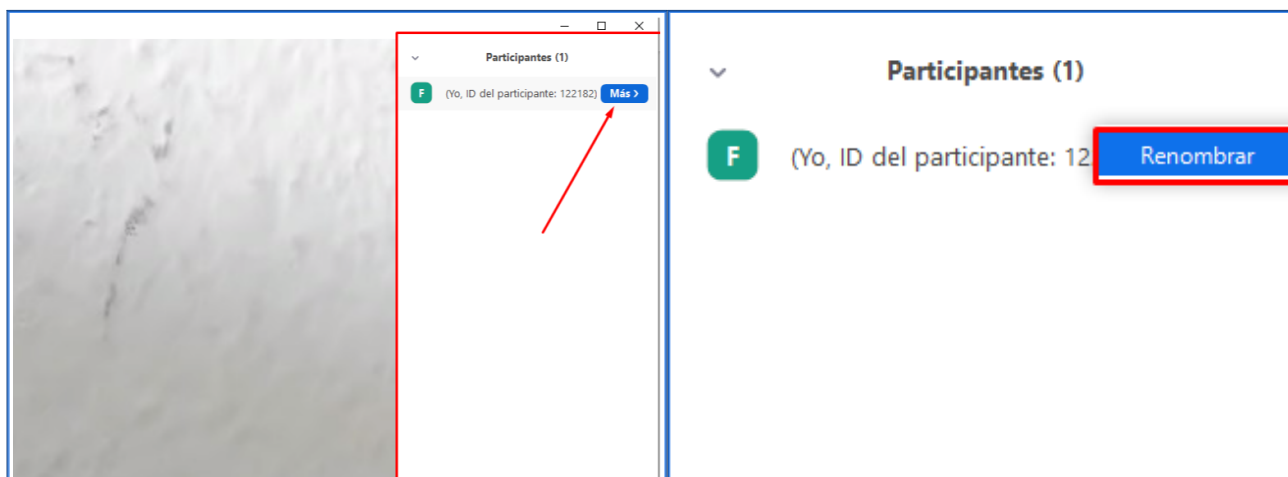 Participantes (1)
F (Yo, ID del participante: 122182) Más >
Participantes (1)
F (Yo, ID del participante: 12 Renombrar